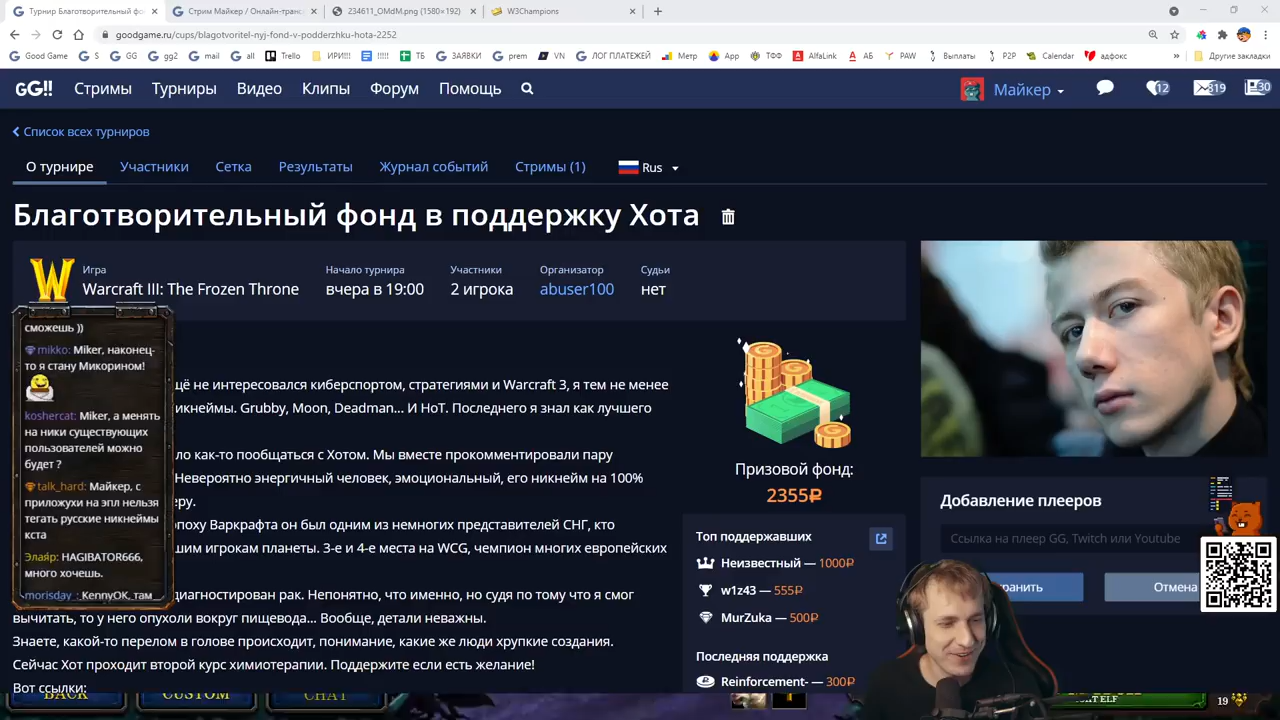 Турнир Благотворительный фо
Стрим Майкер / Онлайн-транс
234611_OMdM.png (1580×192)
W3Champions
goodgame.ru/cups/blagotvoritel-nyj-fond-v-podderzhku-hota-2252
Good Game
S
GG
gg2
mail
all
Trello
ИРИ!!!
!!!!!
ТБ
ЗАЯВКИ
prem
VN
ЛОГ ПЛАТЕЖЕЙ
Метр
App
ТФФ
AlfaLink
АБ
PAW
Выплаты
P2P
Calendar
адфокс
Другие закладки
GG!!
Стримы
Турниры
Видео
Клипы
Форум
Помощь
Майкер
12
319
30
Список всех турниров
О турнире
Участники
Сетка
Результаты
Журнал событий
Стримы (1)
Rus
Благотворительный фонд в поддержку Хота
Игра
Warcraft III: The Frozen Throne
Начало турнира
вчера в 19:00
Участники
2 игрока
Организатор
abuser100
Судьи
нет
сможешь ))
mikko: Miker, наконец-
то я стану Микорином!
koshercat: Miker, а менять
на ники существующих
пользователей можно
будет ?
talk_hard: Майкер, с
приложухи на эпл нельзя
тегать русские никнеймы
кста
Элаяр: HAGIBATOR666,
много хочешь.
morisday_: KennyOK, там
щё не интересовался киберспортом, стратегиями и Warcraft 3, я тем не менее
икнеймы. Grubby, Moon, Deadman... И HoT. Последнего я знал как лучшего
ло как-то пообщаться с Хотом. Мы вместе прокомментировали пару
Невероятно энергичный человек, эмоциональный, его никнейм на 100%
еру.
поху Варкрафта он был одним из немногих представителей СНГ, кто
шим игрокам планеты. 3-е и 4-е места на WCG, чемпион многих европейских
диагностирован рак. Непонятно, что именно, но судя по тому что я смог
вычитать, то у него опухоли вокруг пищевода... Вообще, детали неважны.
Знаете, какой-то перелом в голове происходит, понимание, какие же люди хрупкие создания.
Сейчас Хот проходит второй курс химиотерапии. Поддержите если есть желание!
Вот ссылки:
Призовой фонд:
2355₽
Топ поддержавших
Неизвестный — 1000₽
w1z43 — 555₽
MurZuka — 500₽
Последняя поддержка
Reinforcement- — 300₽
Добавление плееров
Ссылка на плеер GG, Twitch или Youtube
ранить
Отмена
BACK
CUSTOM
CHAT
HT ELF
19